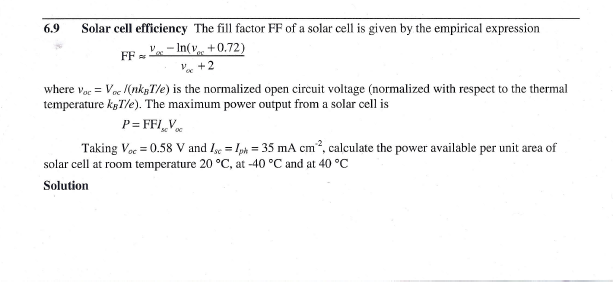 6.9 Solar cell efficiency The fill factor FF of a solar cell is given by the empirical expression
FF ≈ (v_oc − ln(v_oc + 0.72)) / (v_oc + 2)
where v_oc = V_oc /(nk_BT/e) is the normalized open circuit voltage (normalized with respect to the thermal
temperature k_BT/e). The maximum power output from a solar cell is
P = FFI_scV_oc
Taking V_oc = 0.58 V and I_sc = I_ph = 35 mA cm⁻², calculate the power available per unit area of
solar cell at room temperature 20 °C, at -40 °C and at 40 °C
Solution